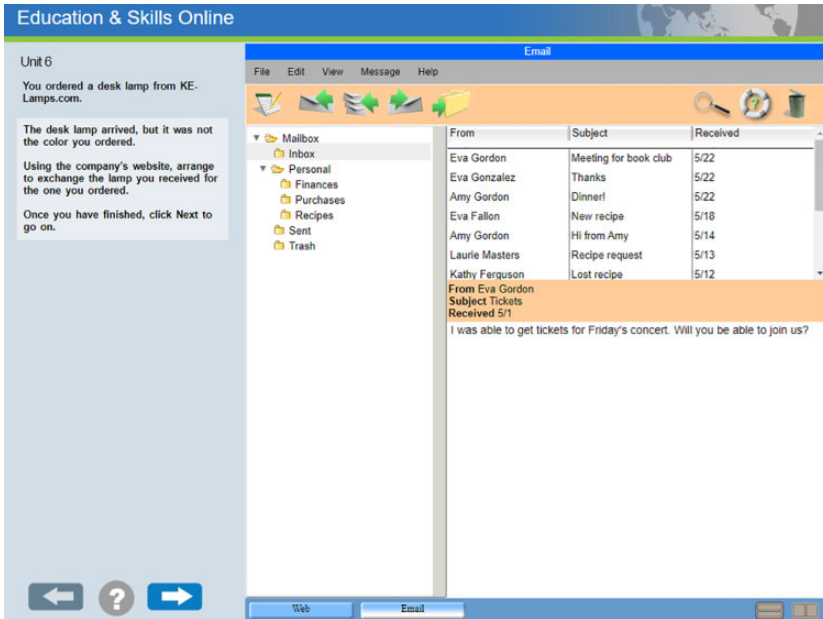 Education & Skills Online
Unit 6
You ordered a desk lamp from KE-
Lamps.com.
The desk lamp arrived, but it was not
the color you ordered.
Using the company's website, arrange
to exchange the lamp you received for
the one you ordered.
Once you have finished, click Next to
go on.
?
Email
File Edit View Message Help
?
Mailbox
Inbox
Personal
Finances
Purchases
Recipes
Sent
Trash
From Subject Received
Eva Gordon Meeting for book club 5/22
Eva Gonzalez Thanks 5/22
Amy Gordon Dinner! 5/22
Eva Fallon New recipe 5/18
Amy Gordon Hi from Amy 5/14
Laurie Masters Recipe request 5/13
Kathy Ferguson Lost recipe 5/12
From Eva Gordon
Subject Tickets
Received 5/1
I was able to get tickets for Friday's concert. Will you be able to join us?
Web Email